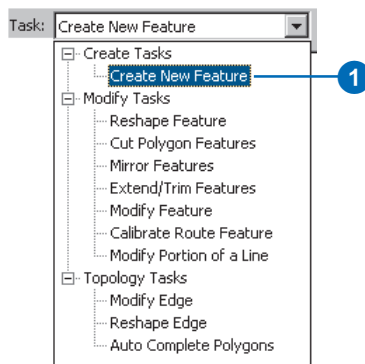 Task: Create New Feature
Create Tasks
Create New Feature
1
Modify Tasks
Reshape Feature
Cut Polygon Features
Mirror Features
Extend/Trim Features
Modify Feature
Calibrate Route Feature
Modify Portion of a Line
Topology Tasks
Modify Edge
Reshape Edge
Auto Complete Polygons